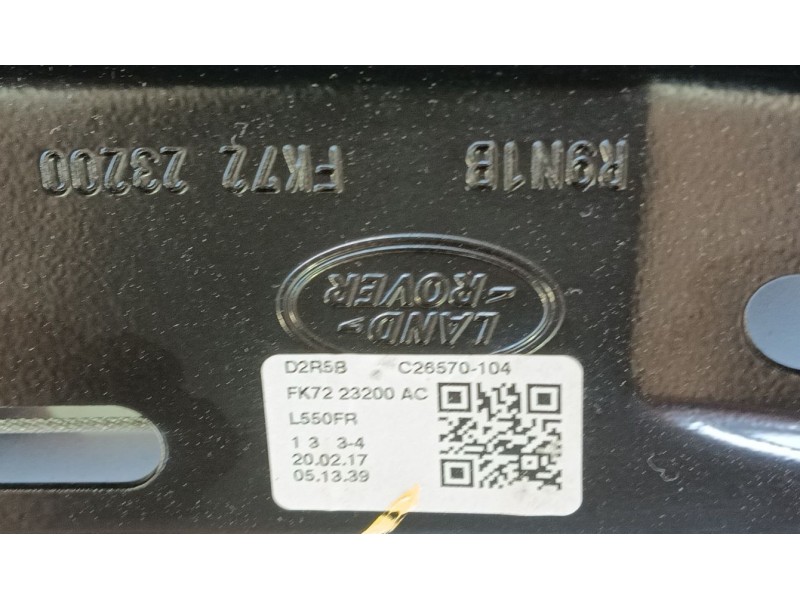 R9N1B FK72 23200
LAND-
-ROVER
D2R5B C26570-104
FK72 23200 AC
L550FR
1 3 3-4
20.02.17
05.13.39